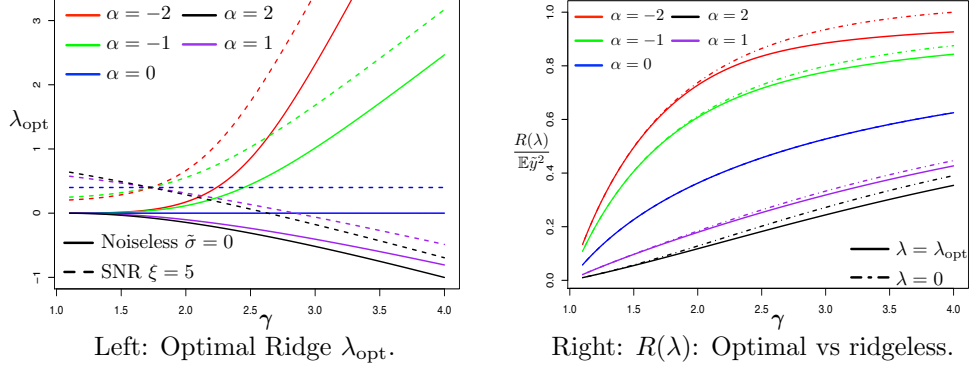 α = −2
α = 2
α = −1
α = 1
α = 0
λopt
3
2
1
0
−1
Noiseless σ̃ = 0
SNR ξ = 5
1.0 1.5 2.0 2.5 3.0 3.5 4.0
γ
Left: Optimal Ridge λopt.
α = −2
α = 2
α = −1
α = 1
α = 0
R(λ)
𝔼ỹ²
1.0
0.8
0.6
0.4
0.2
0.0
λ = λopt
λ = 0
1.0 1.5 2.0 2.5 3.0 3.5 4.0
γ
Right: R(λ): Optimal vs ridgeless.